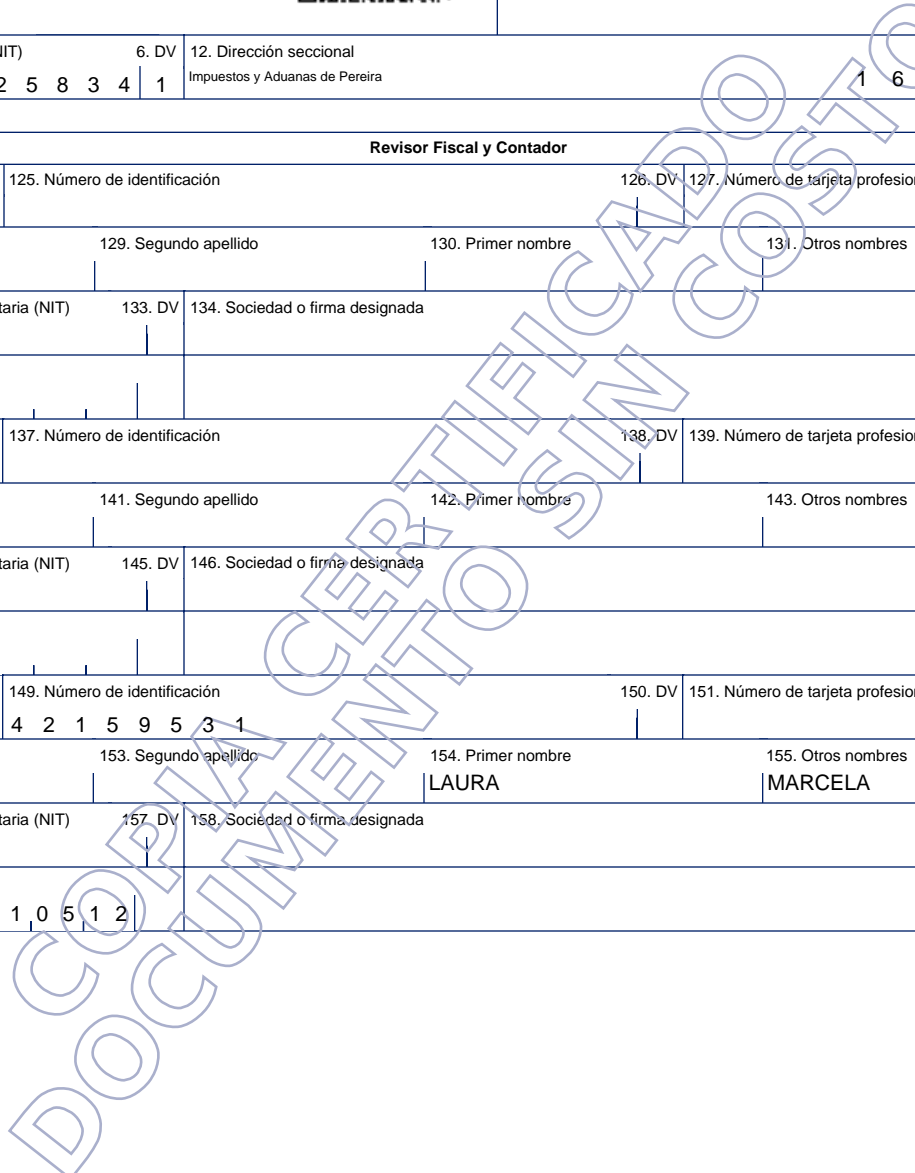 NIT) 6. DV 12. Dirección seccional
2 5 8 3 4 1 Impuestos y Aduanas de Pereira 1 6
Revisor Fiscal y Contador
125. Número de identificación 126. DV 127. Número de tarjeta profesion
129. Segundo apellido 130. Primer nombre 131. Otros nombres
taria (NIT) 133. DV 134. Sociedad o firma designada
137. Número de identificación 138. DV 139. Número de tarjeta profesion
141. Segundo apellido 142. Primer nombre 143. Otros nombres
taria (NIT) 145. DV 146. Sociedad o firma designada
149. Número de identificación 150. DV 151. Número de tarjeta profesion
4 2 1 5 9 5 3 1
153. Segundo apellido 154. Primer nombre 155. Otros nombres
LAURA MARCELA
taria (NIT) 157. DV 158. Sociedad o firma designada
1 0 5 1 2
COPIA CERTIFICADO
DOCUMENTO SIN COSTO